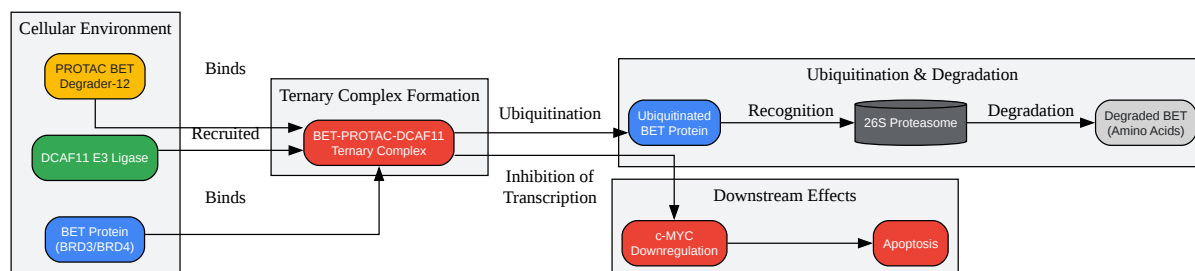 Cellular Environment
PROTAC BET
Degrader-12
DCAF11 E3 Ligase
BET Protein
(BRD3/BRD4)
Binds
Recruited
Binds
Ternary Complex Formation
BET-PROTAC-DCAF11
Ternary Complex
Ubiquitination
Inhibition of
Transcription
Ubiquitination & Degradation
Ubiquitinated
BET Protein
Recognition
26S Proteasome
Degradation
Degraded BET
(Amino Acids)
Downstream Effects
c-MYC
Downregulation
Apoptosis